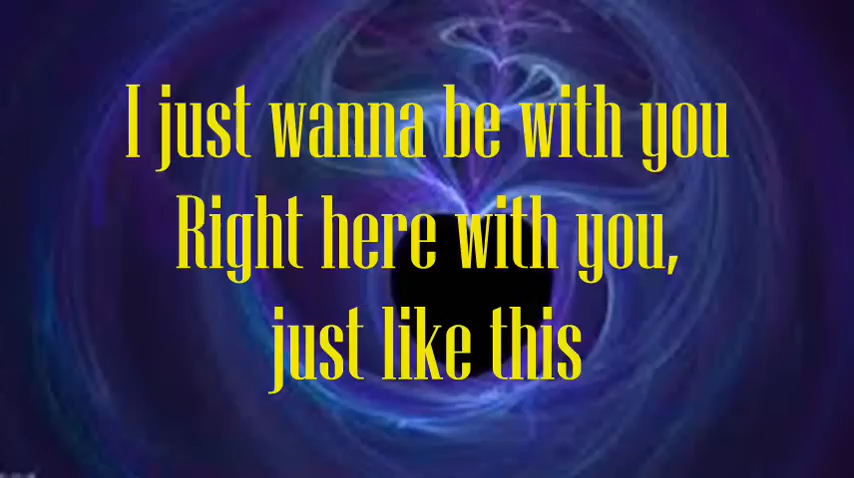 I just wanna be with you
Right here with you,
just like this